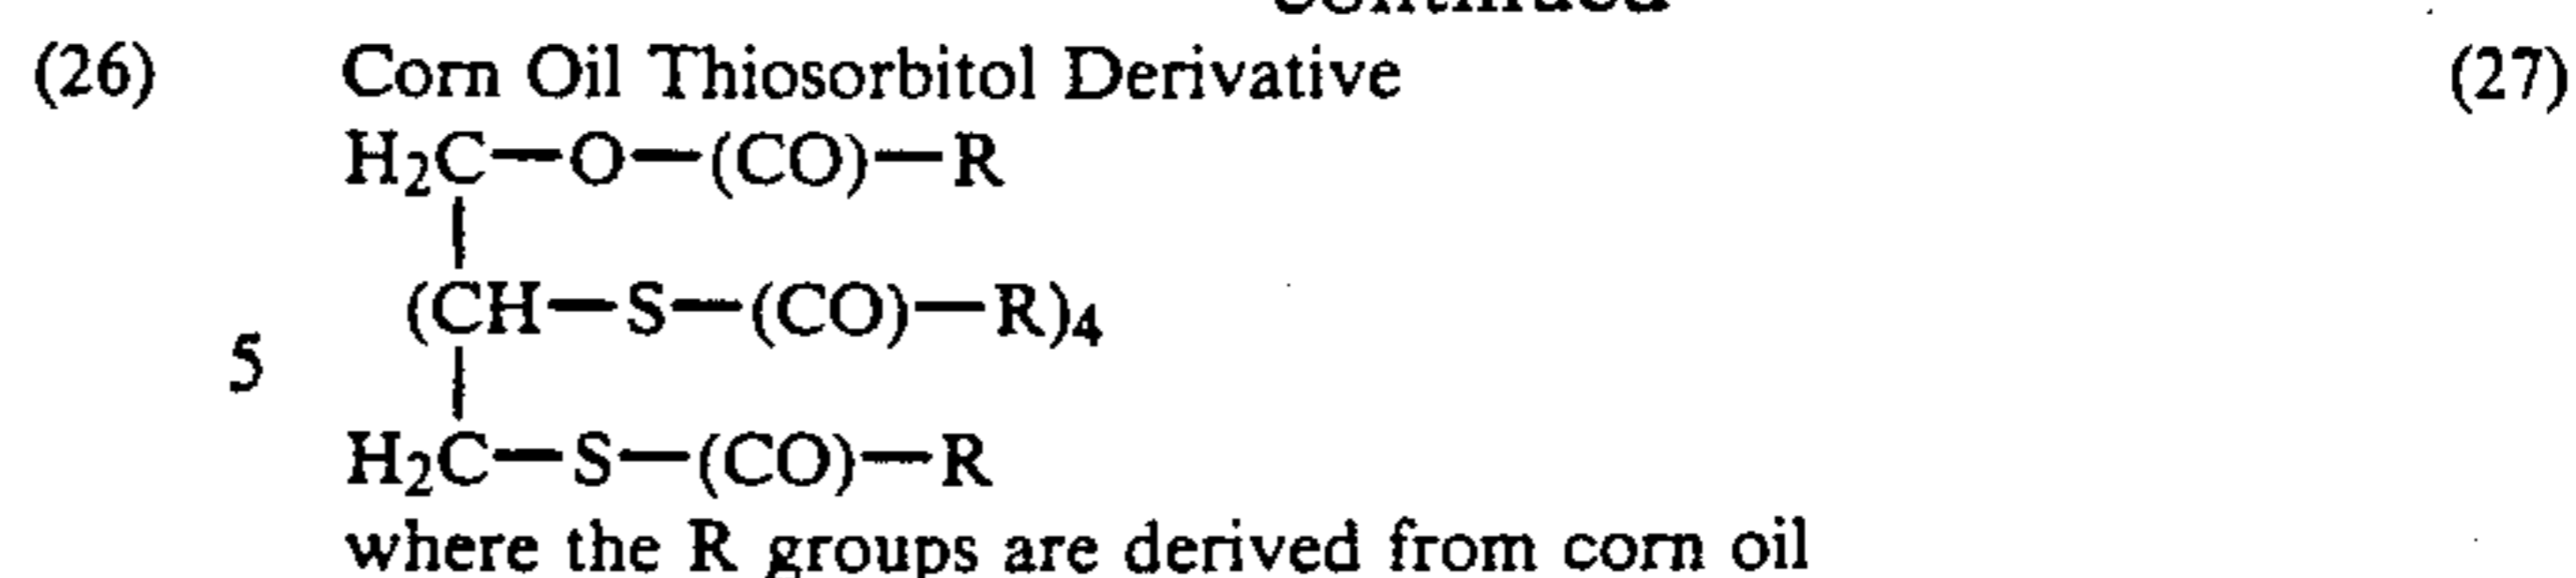 continued
(26) Corn Oil Thiosorbitol Derivative (27)
H₂C—O—(CO)—R
(CH—S—(CO)—R)₄
5
H₂C—S—(CO)—R
where the R groups are derived from corn oil